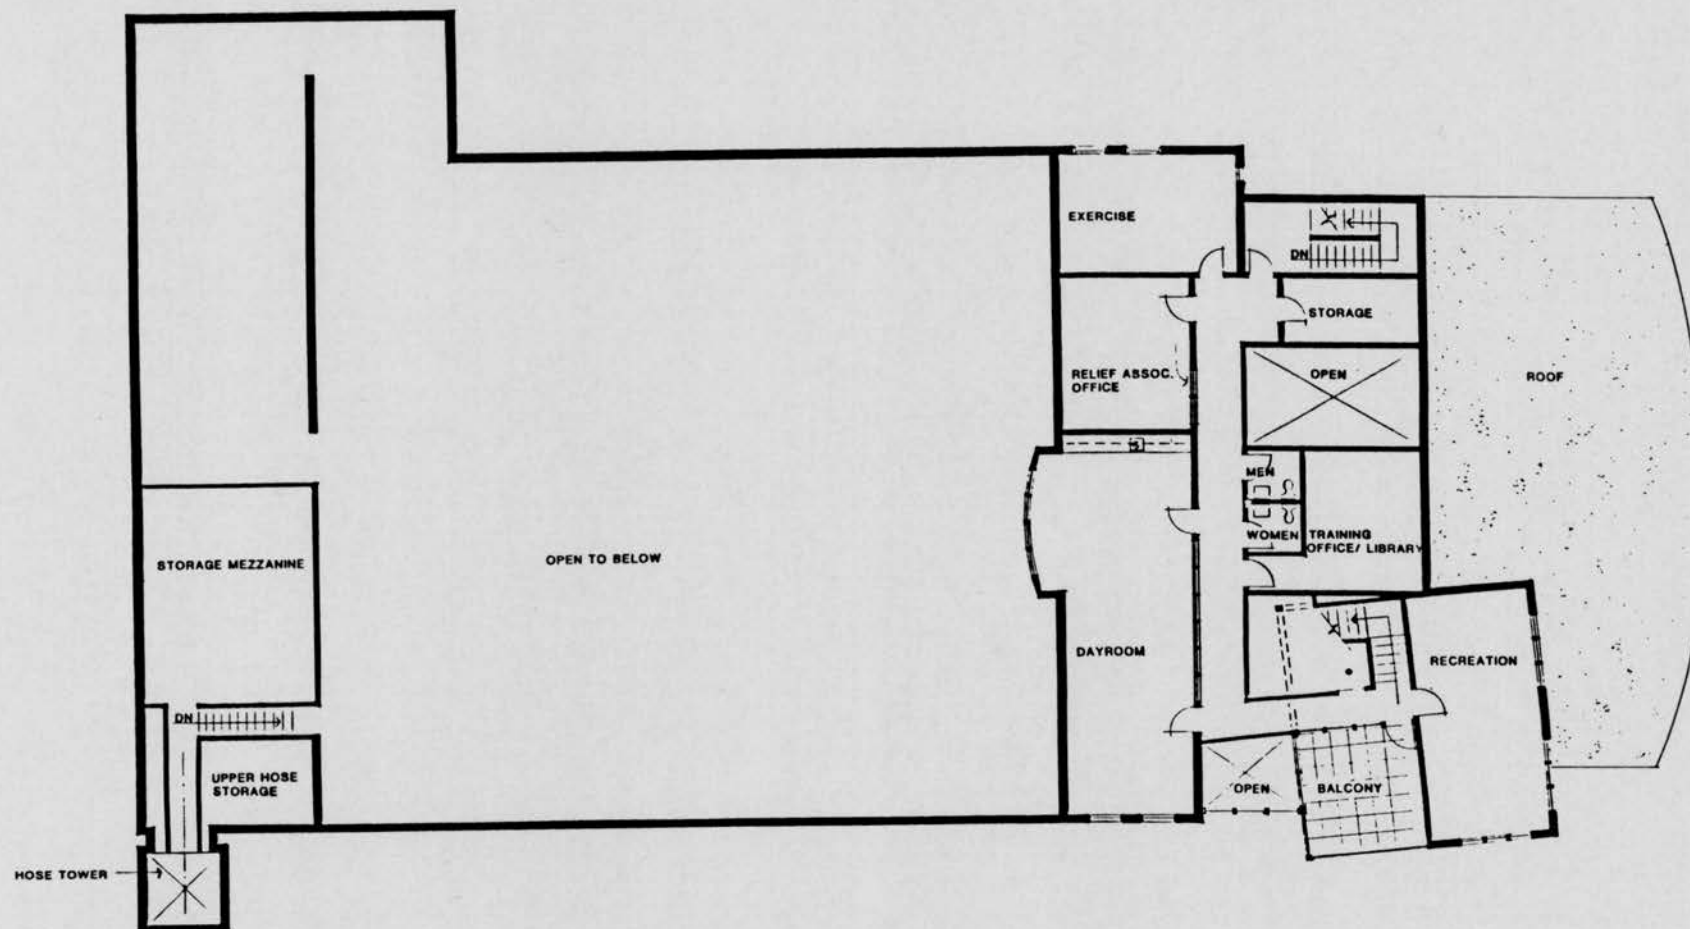 EXERCISE
DN
STORAGE
RELIEF ASSOC.
OFFICE
OPEN
ROOF
MEN
WOMEN
TRAINING
OFFICE/ LIBRARY
STORAGE MEZZANINE
OPEN TO BELOW
DAYROOM
RECREATION
DN
UPPER HOSE
STORAGE
OPEN
BALCONY
HOSE TOWER